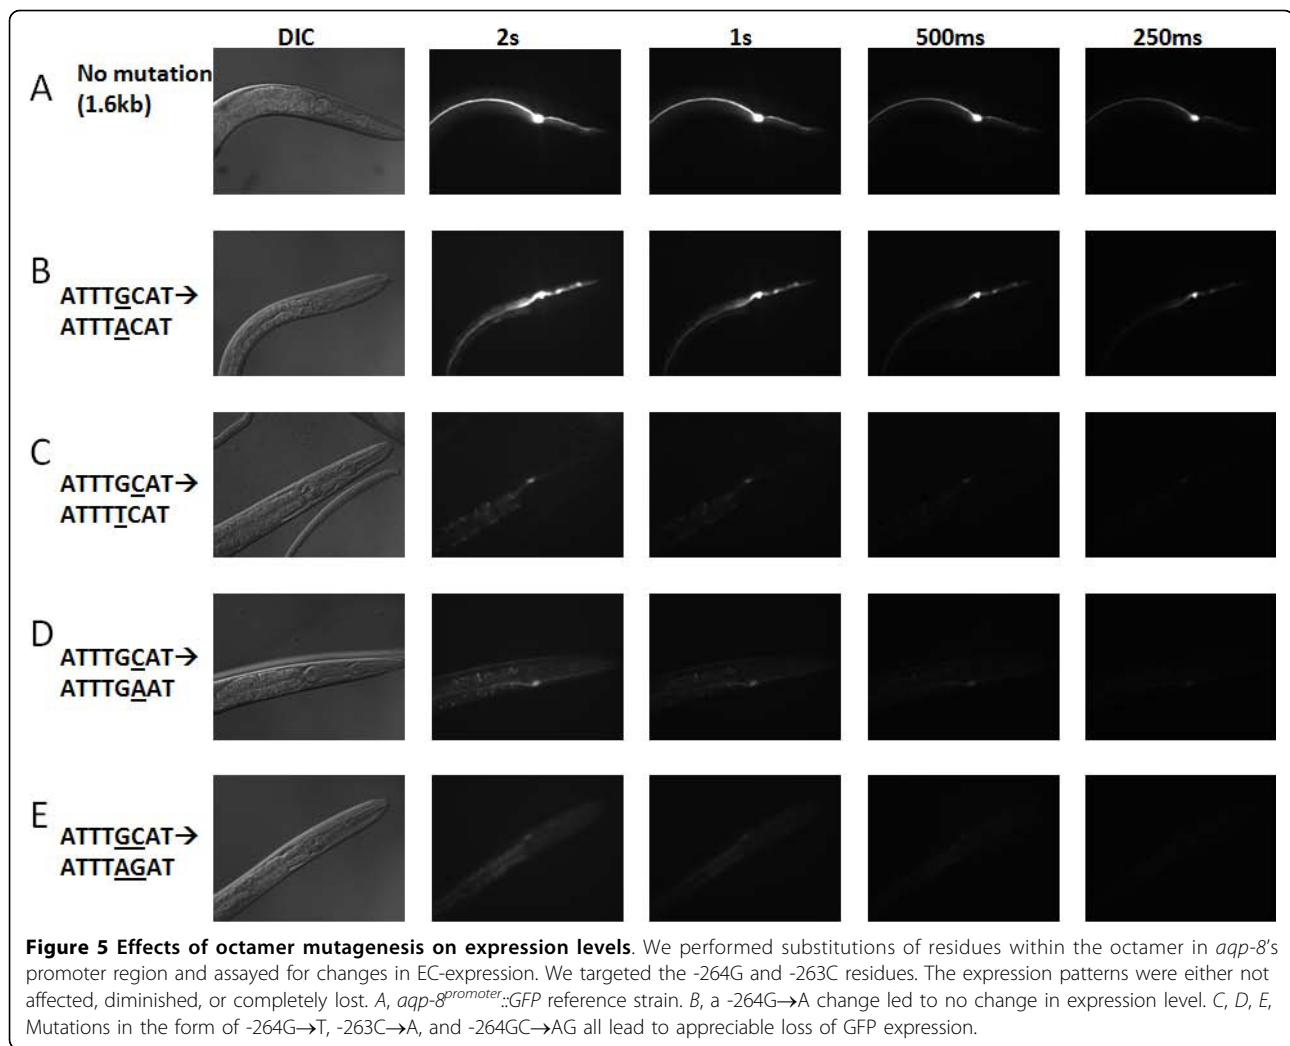 DIC 2s 1s 500ms 250ms
A No mutation
(1.6kb)
B
ATTTGCAT→
ATTTACAT
C
ATTTGCAT→
ATTTTCAT
D
ATTTGCAT→
ATTTGAAT
E
ATTTGCAT→
ATTTAGAT
Figure 5 Effects of octamer mutagenesis on expression levels. We performed substitutions of residues within the octamer in aqp-8's
promoter region and assayed for changes in EC-expression. We targeted the -264G and -263C residues. The expression patterns were either not
affected, diminished, or completely lost. A, aqp-8promoter::GFP reference strain. B, a -264G→A change led to no change in expression level. C, D, E,
Mutations in the form of -264G→T, -263C→A, and -264GC→AG all lead to appreciable loss of GFP expression.